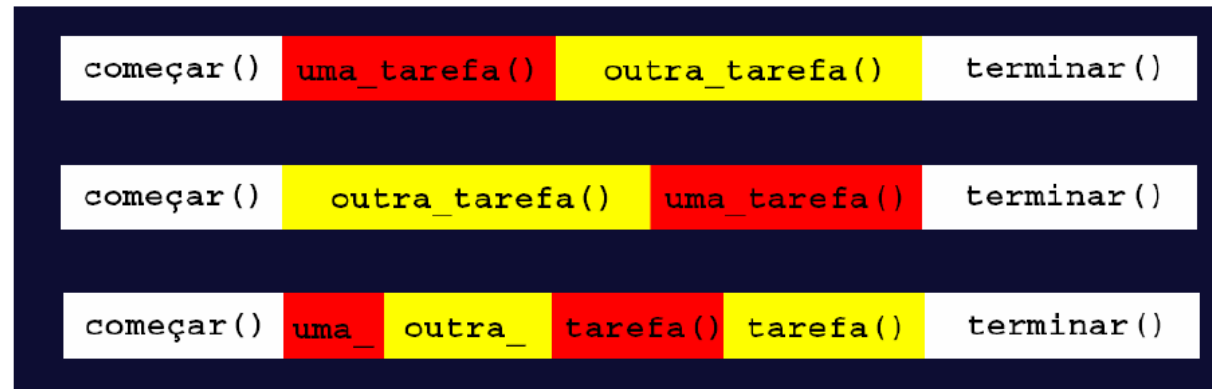 começar() uma_tarefa() outra_tarefa() terminar()
começar() outra_tarefa() uma_tarefa() terminar()
começar() uma_ outra_ tarefa() tarefa() terminar()